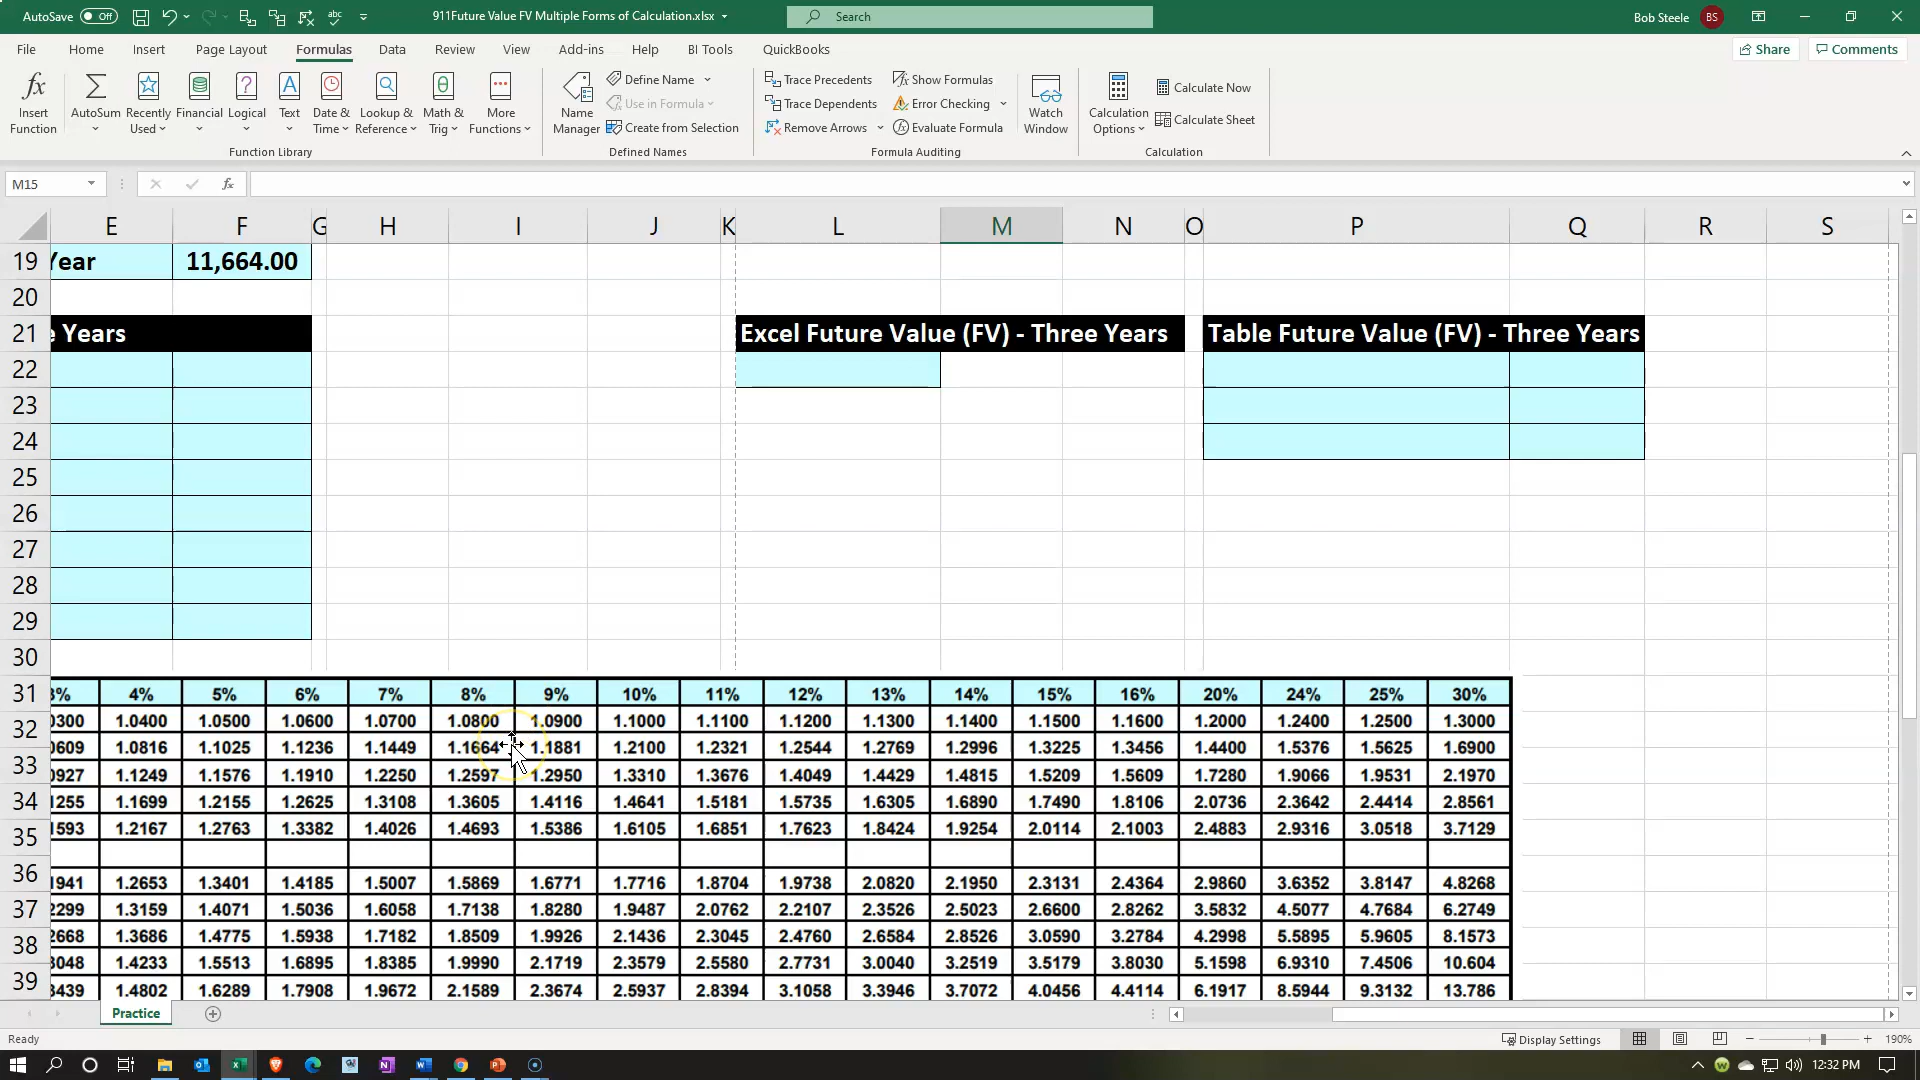 AutoSave Off 911Future Value FV Multiple Forms of Calculation.xlsx Search Bob Steele BS
File Home Insert Page Layout Formulas Data Review View Add-ins Help BI Tools QuickBooks Share Comments
Insert Function AutoSum Recently Used Financial Logical Text Date & Time Lookup & Reference Math & Trig More Functions
Function Library
Name Manager
Define Name
Use in Formula
Create from Selection
Defined Names
Trace Precedents Show Formulas
Trace Dependents Error Checking
Remove Arrows Evaluate Formula
Watch Window
Formula Auditing
Calculation Options
Calculate Now
Calculate Sheet
Calculation
M15 fx
E F G H I J K L M N O P Q R S
19 Year 11,664.00
20
21 e Years Excel Future Value (FV) - Three Years Table Future Value (FV) - Three Years
22
23
24
25
26
27
28
29
30
31 3% 4% 5% 6% 7% 8% 9% 10% 11% 12% 13% 14% 15% 16% 20% 24% 25% 30%
32 0300 1.0400 1.0500 1.0600 1.0700 1.0800 1.0900 1.1000 1.1100 1.1200 1.1300 1.1400 1.1500 1.1600 1.2000 1.2400 1.2500 1.3000
0609 1.0816 1.1025 1.1236 1.1449 1.1664 1.1881 1.2100 1.2321 1.2544 1.2769 1.2996 1.3225 1.3456 1.4400 1.5376 1.5625 1.6900
33 0927 1.1249 1.1576 1.1910 1.2250 1.2597 1.2950 1.3310 1.3676 1.4049 1.4429 1.4815 1.5209 1.5609 1.7280 1.9066 1.9531 2.1970
34 1255 1.1699 1.2155 1.2625 1.3108 1.3605 1.4116 1.4641 1.5181 1.5735 1.6305 1.6890 1.7490 1.8106 2.0736 2.3642 2.4414 2.8561
35 1593 1.2167 1.2763 1.3382 1.4026 1.4693 1.5386 1.6105 1.6851 1.7623 1.8424 1.9254 2.0114 2.1003 2.4883 2.9316 3.0518 3.7129
36 1941 1.2653 1.3401 1.4185 1.5007 1.5869 1.6771 1.7716 1.8704 1.9738 2.0820 2.1950 2.3131 2.4364 2.9860 3.6352 3.8147 4.8268
37 2299 1.3159 1.4071 1.5036 1.6058 1.7138 1.8280 1.9487 2.0762 2.2107 2.3526 2.5023 2.6600 2.8262 3.5832 4.5077 4.7684 6.2749
38 2668 1.3686 1.4775 1.5938 1.7182 1.8509 1.9926 2.1436 2.3045 2.4760 2.6584 2.8526 3.0590 3.2784 4.2998 5.5895 5.9605 8.1573
3048 1.4233 1.5513 1.6895 1.8385 1.9990 2.1719 2.3579 2.5580 2.7731 3.0040 3.2519 3.5179 3.8030 5.1598 6.9310 7.4506 10.604
39 3439 1.4802 1.6289 1.7908 1.9672 2.1589 2.3674 2.5937 2.8394 3.1058 3.3946 3.7072 4.0456 4.4114 6.1917 8.5944 9.3132 13.786
Practice
Ready Display Settings 190%
12:32 PM